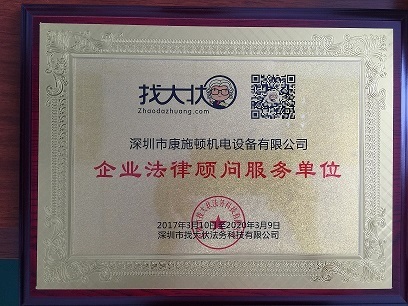 找大状
Zhaodazhuang.com
深圳市康施顿机电设备有限公司
企业法律顾问服务单位
2017年3月10日至2020年3月9日
深圳市找大状法务科技有限公司